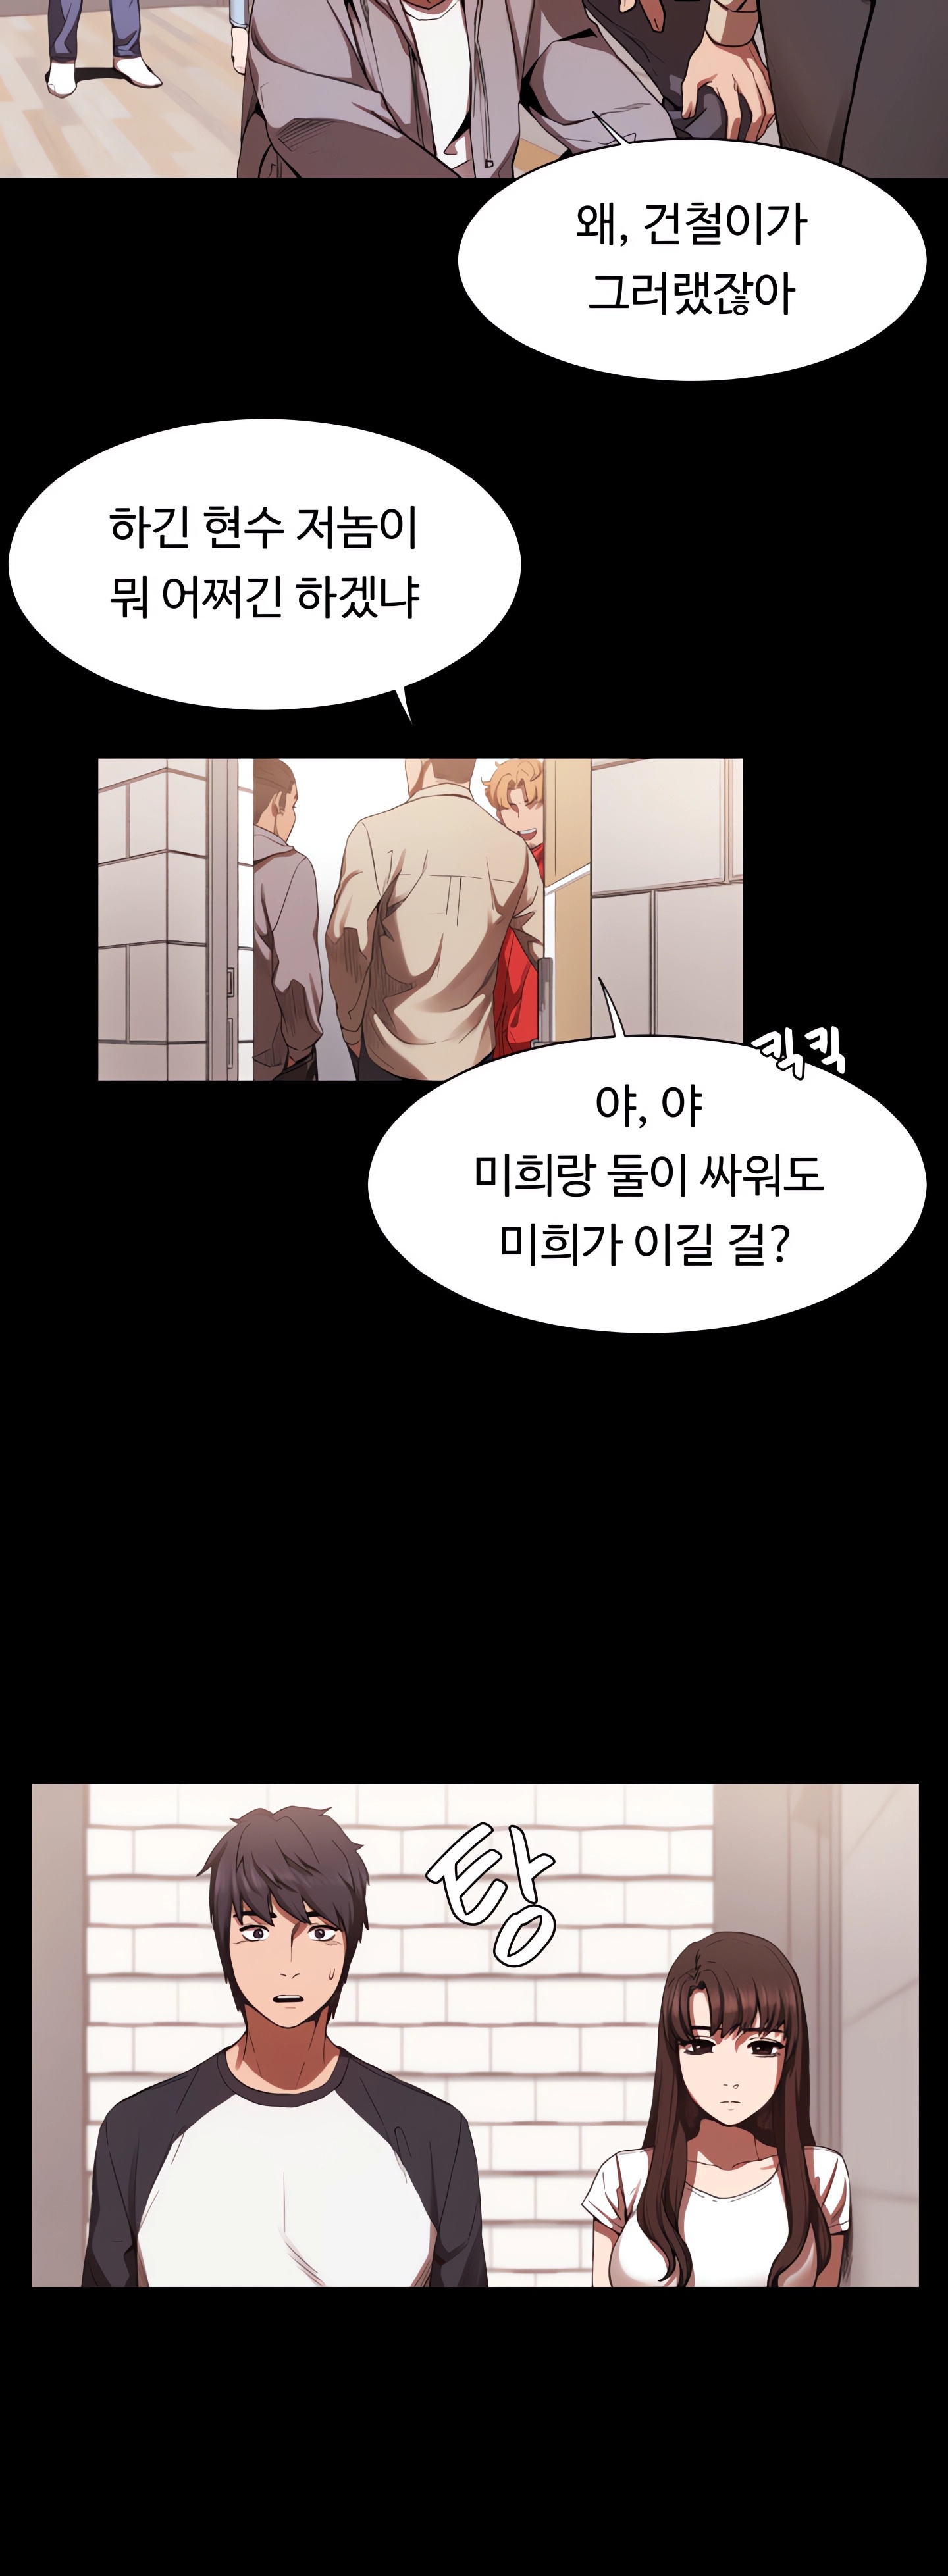 왜, 건철이가
그러랬잖아
하긴 현수 저놈이
뭐 어쩌긴 하겠냐
킥킥
야, 야
미희랑 둘이 싸워도
미희가 이길 걸?
탕